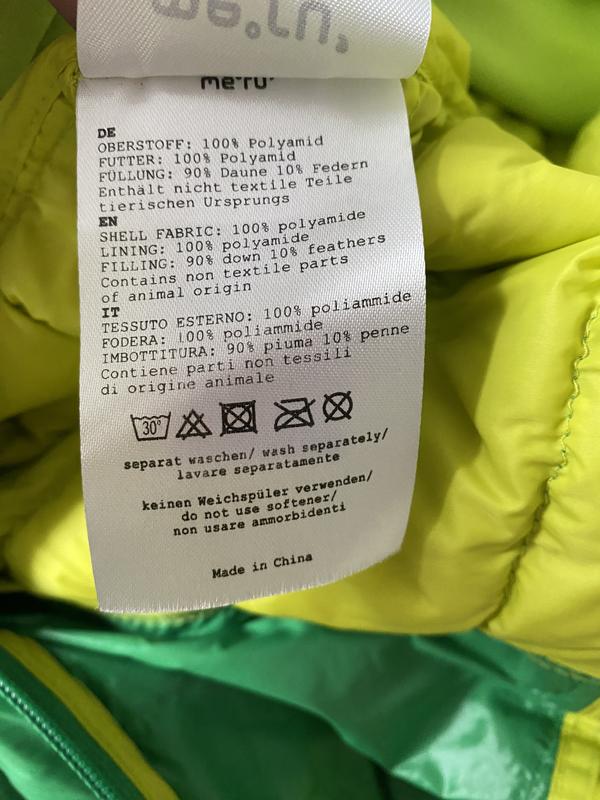 me.ru'
me°ru'
DE
OBERSTOFF: 100% Polyamid
FUTTER: 100% Polyamid
FÜLLUNG: 90% Daune 10% Federn
Enthält nicht textile Teile
tierischen Ursprungs
EN
SHELL FABRIC: 100% polyamide
LINING: 100% polyamide
FILLING: 90% down 10% feathers
Contains non textile parts
of animal origin
IT
TESSUTO ESTERNO: 100% poliammide
FODERA: 100% poliammide
IMBOTTITURA: 90% piuma 10% penne
Contiene parti non tessili
di origine animale
30°
separat waschen/ wash separately/
lavare separatamente
keinen Weichspüler verwenden/
do not use softener/
non usare ammorbidenti
Made in China